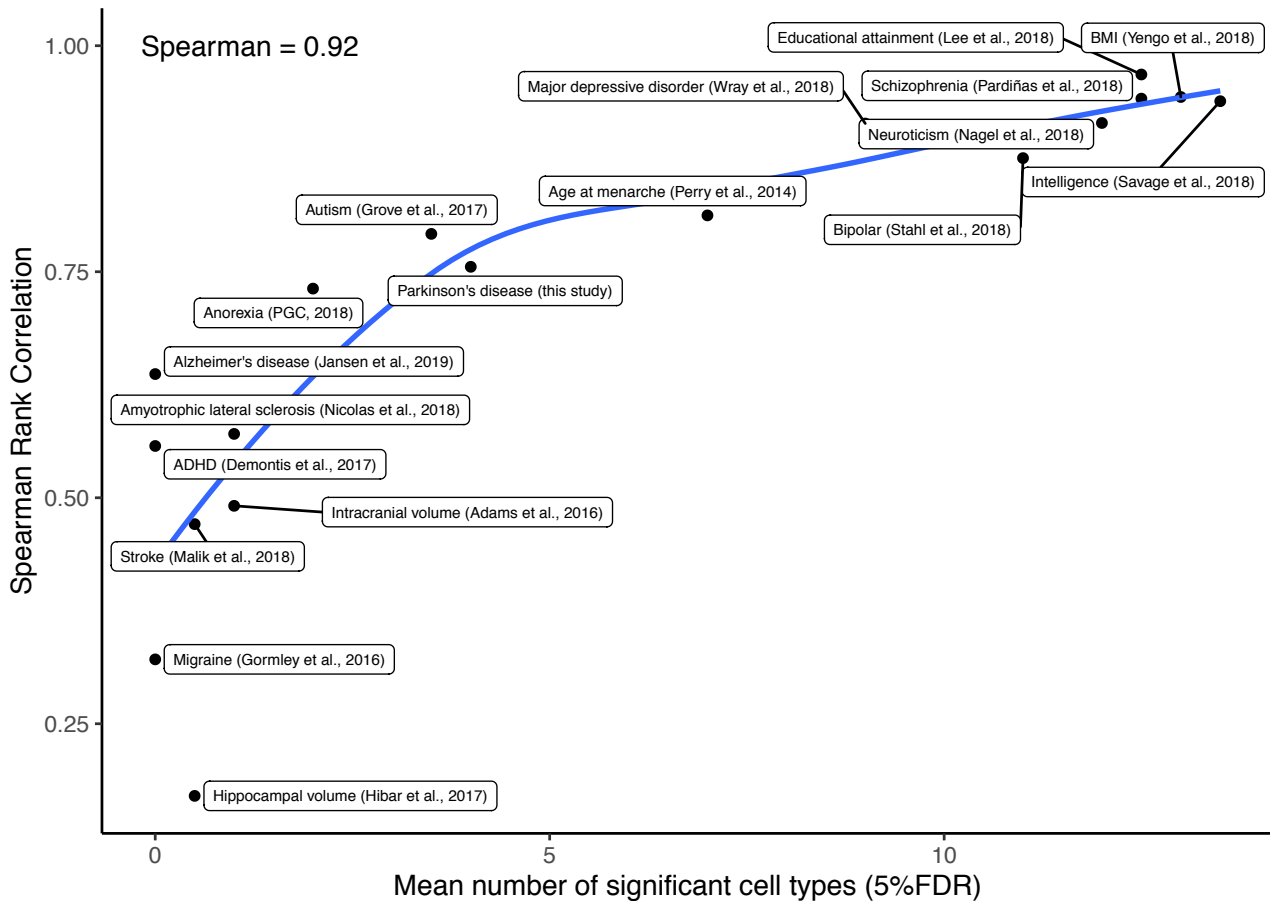 Spearman = 0.92
Educational attainment (Lee et al., 2018)
BMI (Yengo et al., 2018)
Major depressive disorder (Wray et al., 2018)
Schizophrenia (Pardiñas et al., 2018)
Neuroticism (Nagel et al., 2018)
Intelligence (Savage et al., 2018)
Age at menarche (Perry et al., 2014)
Autism (Grove et al., 2017)
Bipolar (Stahl et al., 2018)
Parkinson's disease (this study)
Anorexia (PGC, 2018)
Alzheimer's disease (Jansen et al., 2019)
Amyotrophic lateral sclerosis (Nicolas et al., 2018)
ADHD (Demontis et al., 2017)
Intracranial volume (Adams et al., 2016)
Stroke (Malik et al., 2018)
Migraine (Gormley et al., 2016)
Hippocampal volume (Hibar et al., 2017)
Spearman Rank Correlation
1.00
0.75
0.50
0.25
0
5
10
Mean number of significant cell types (5%FDR)